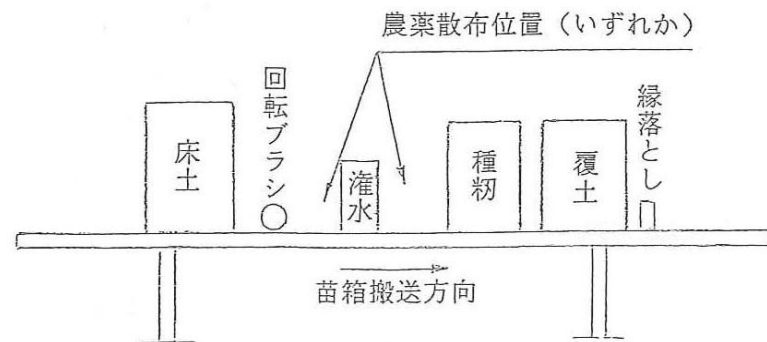 農薬散布位置（いずれか）
回転ブラシ
縁落とし
床土
灌水
種籾
覆土
苗箱搬送方向